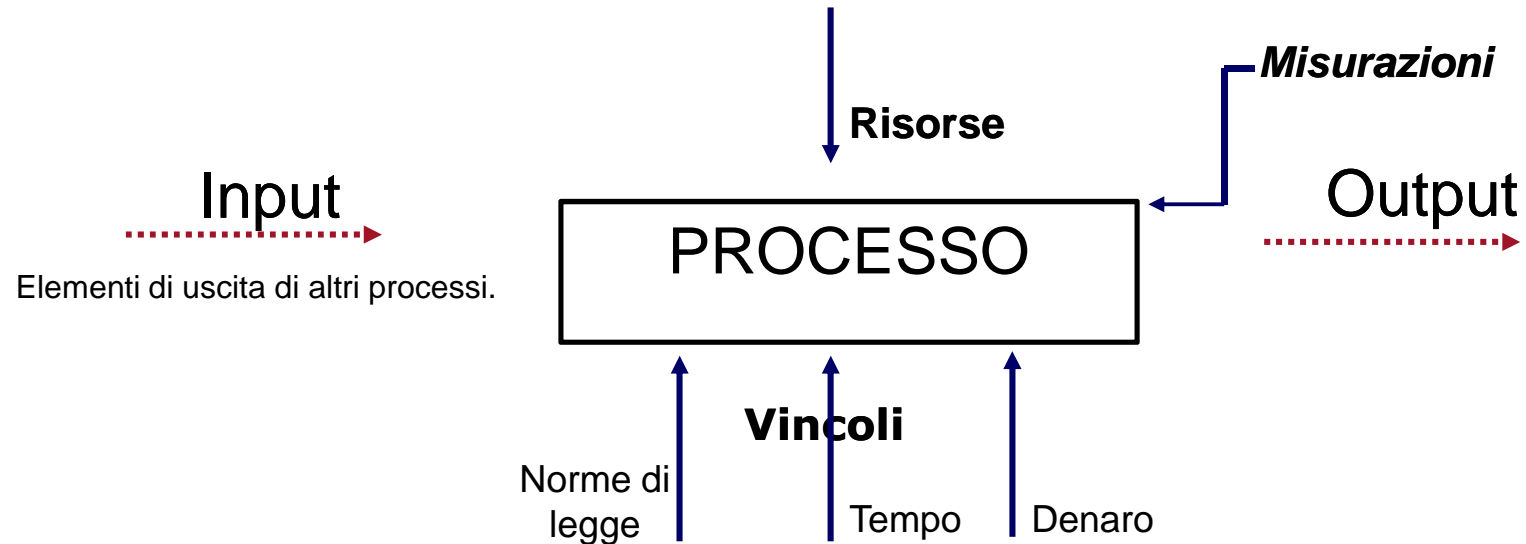 Misurazioni
Risorse
Input
Output
PROCESSO
Elementi di uscita di altri processi.
Vincoli
Norme di
legge
Tempo
Denaro